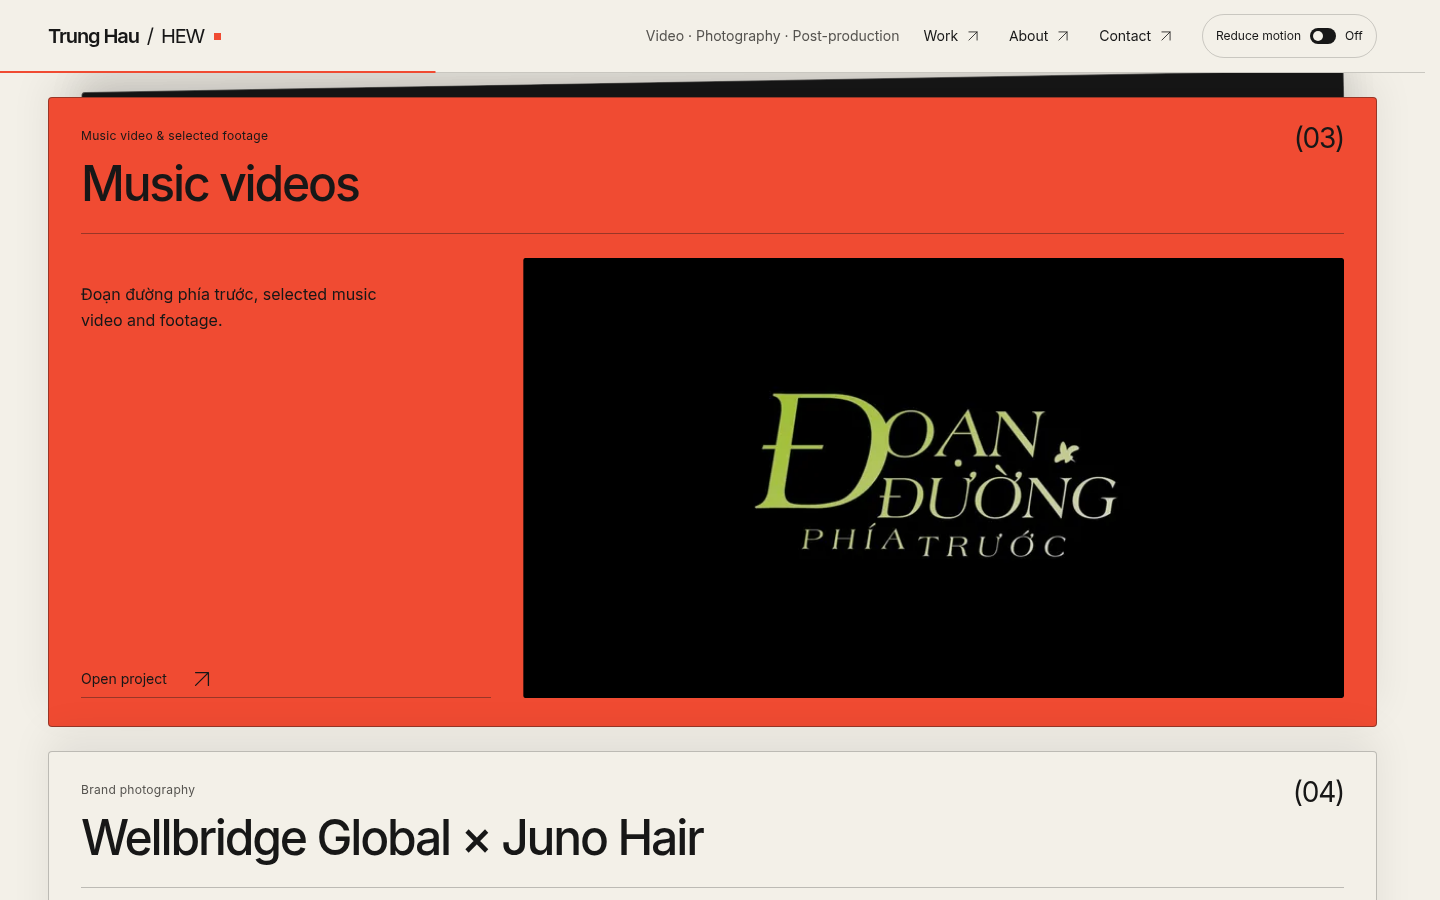 Trung Hau / HEW
Video · Photography · Post-production
Work
About
Contact
Reduce motion Off
Music video & selected footage
(03)
Music videos
Đoạn đường phía trước, selected music
video and footage.
ĐOẠN
ĐƯỜNG
PHÍA TRƯỚC
Open project
Brand photography
(04)
Wellbridge Global × Juno Hair